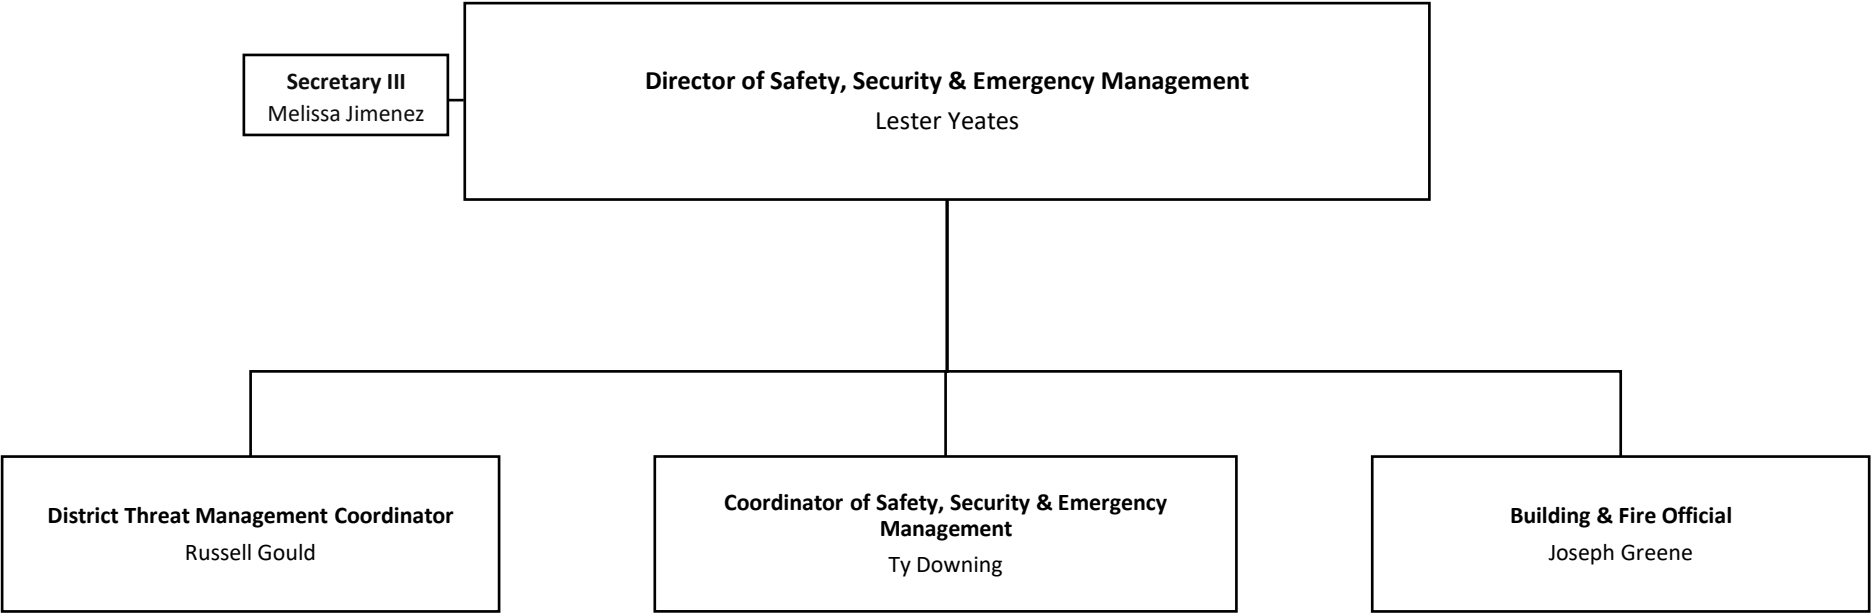 Secretary III
Melissa Jimenez
Director of Safety, Security & Emergency Management
Lester Yeates
District Threat Management Coordinator
Russell Gould
Coordinator of Safety, Security & Emergency
Management
Ty Downing
Building & Fire Official
Joseph Greene